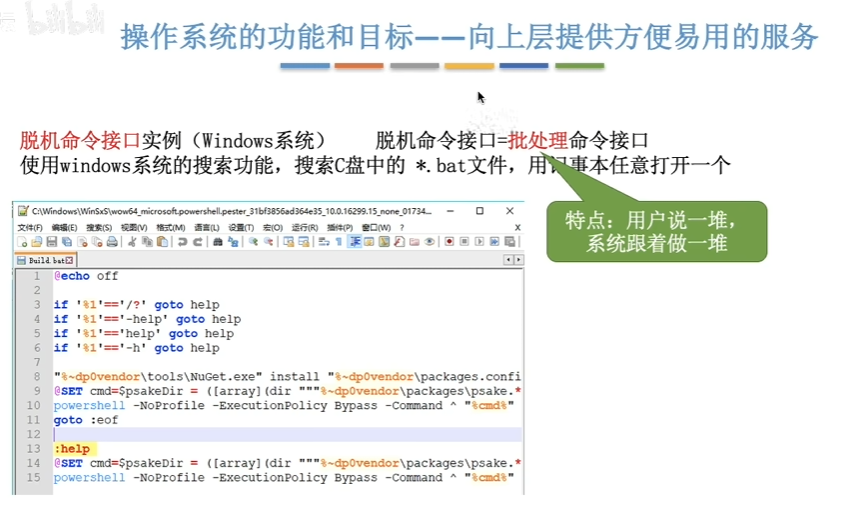 bilibili
操作系统的功能和目标——向上层提供方便易用的服务
脱机命令接口实例（Windows系统） 脱机命令接口=批处理命令接口
使用windows系统的搜索功能，搜索C盘中的 *.bat文件，用记事本任意打开一个
特点：用户说一堆，
系统跟着做一堆
C:\Windows\WinSxS\wow64_microsoft.powershell.pester_31bf3856ad364e35_10.0.16299.15_none_01734...
文件(F) 编辑(E) 搜索(S) 视图(V) 格式(M) 语言(L) 设置(T) 宏(O) 运行(R) 插件(P) 窗口(W) ? X
Build.bat
1 @echo off
2
3 if '%1'=='/?' goto help
4 if '%1'=='-help' goto help
5 if '%1'=='help' goto help
6 if '%1'=='-h' goto help
7
8 "%~dp0vendor\tools\NuGet.exe" install "%~dp0vendor\packages.confi
9 @SET cmd=$psakeDir = ([array](dir """%~dp0vendor\packages\psake.*
10 powershell -NoProfile -ExecutionPolicy Bypass -Command ^ "%cmd%"
11 goto :eof
12
13 :help
14 @SET cmd=$psakeDir = ([array](dir """%~dp0vendor\packages\psake.*
15 powershell -NoProfile -ExecutionPolicy Bypass -Command ^ "%cmd%"